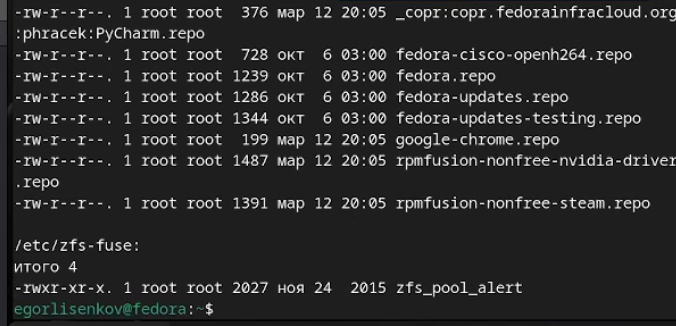 -rw-r--r--. 1 root root  376 мар 12 20:05 _copr:copr.fedorainfracloud.org
:phracek:PyCharm.repo
-rw-r--r--. 1 root root  728 окт  6 03:00 fedora-cisco-openh264.repo
-rw-r--r--. 1 root root 1239 окт  6 03:00 fedora.repo
-rw-r--r--. 1 root root 1286 окт  6 03:00 fedora-updates.repo
-rw-r--r--. 1 root root 1344 окт  6 03:00 fedora-updates-testing.repo
-rw-r--r--. 1 root root  199 мар 12 20:05 google-chrome.repo
-rw-r--r--. 1 root root 1487 мар 12 20:05 rpmfusion-nonfree-nvidia-driver
.repo
-rw-r--r--. 1 root root 1391 мар 12 20:05 rpmfusion-nonfree-steam.repo
/etc/zfs-fuse:
итого 4
-rwxr-xr-x. 1 root root 2027 ноя 24  2015 zfs_pool_alert
egorlisenkov@fedora:~$